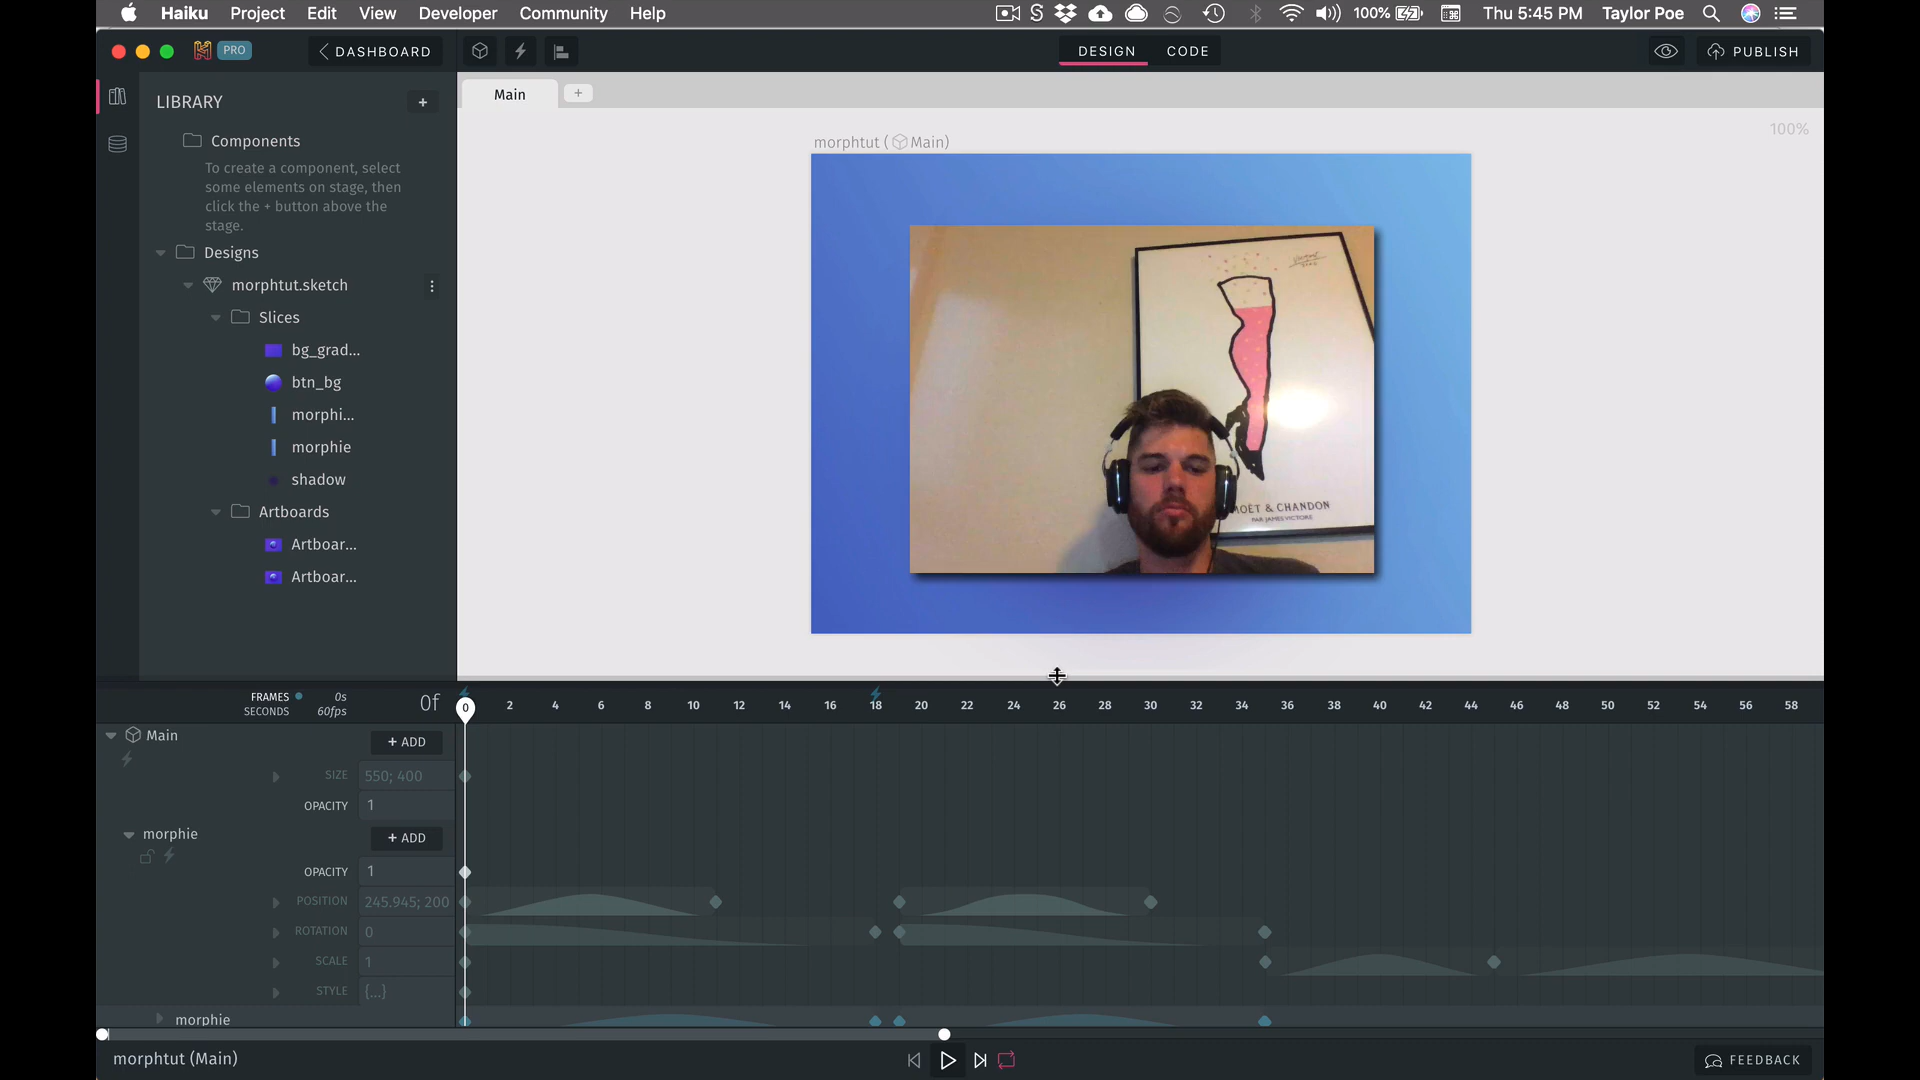 Haiku Project Edit View Developer Community Help 100% Thu 5:45 PM Taylor Poe
PRO DASHBOARD DESIGN CODE PUBLISH
LIBRARY +
Main +
100%
Components
To create a component, select
some elements on stage, then
click the + button above the
stage.
Designs
morphtut.sketch
Slices
bg_grad...
btn_bg
morphi...
morphie
shadow
Artboards
Artboar...
Artboar...
morphtut ( Main)
MOËT & CHANDON
PAR JAMES VICTORE
FRAMES 0s
SECONDS 60fps
0f
0 2 4 6 8 10 12 14 16 18 20 22 24 26 28 30 32 34 36 38 40 42 44 46 48 50 52 54 56 58
Main + ADD
SIZE 550; 400
OPACITY 1
morphie + ADD
OPACITY 1
POSITION 245.945; 200
ROTATION 0
SCALE 1
STYLE {...}
morphie
morphtut (Main)
FEEDBACK